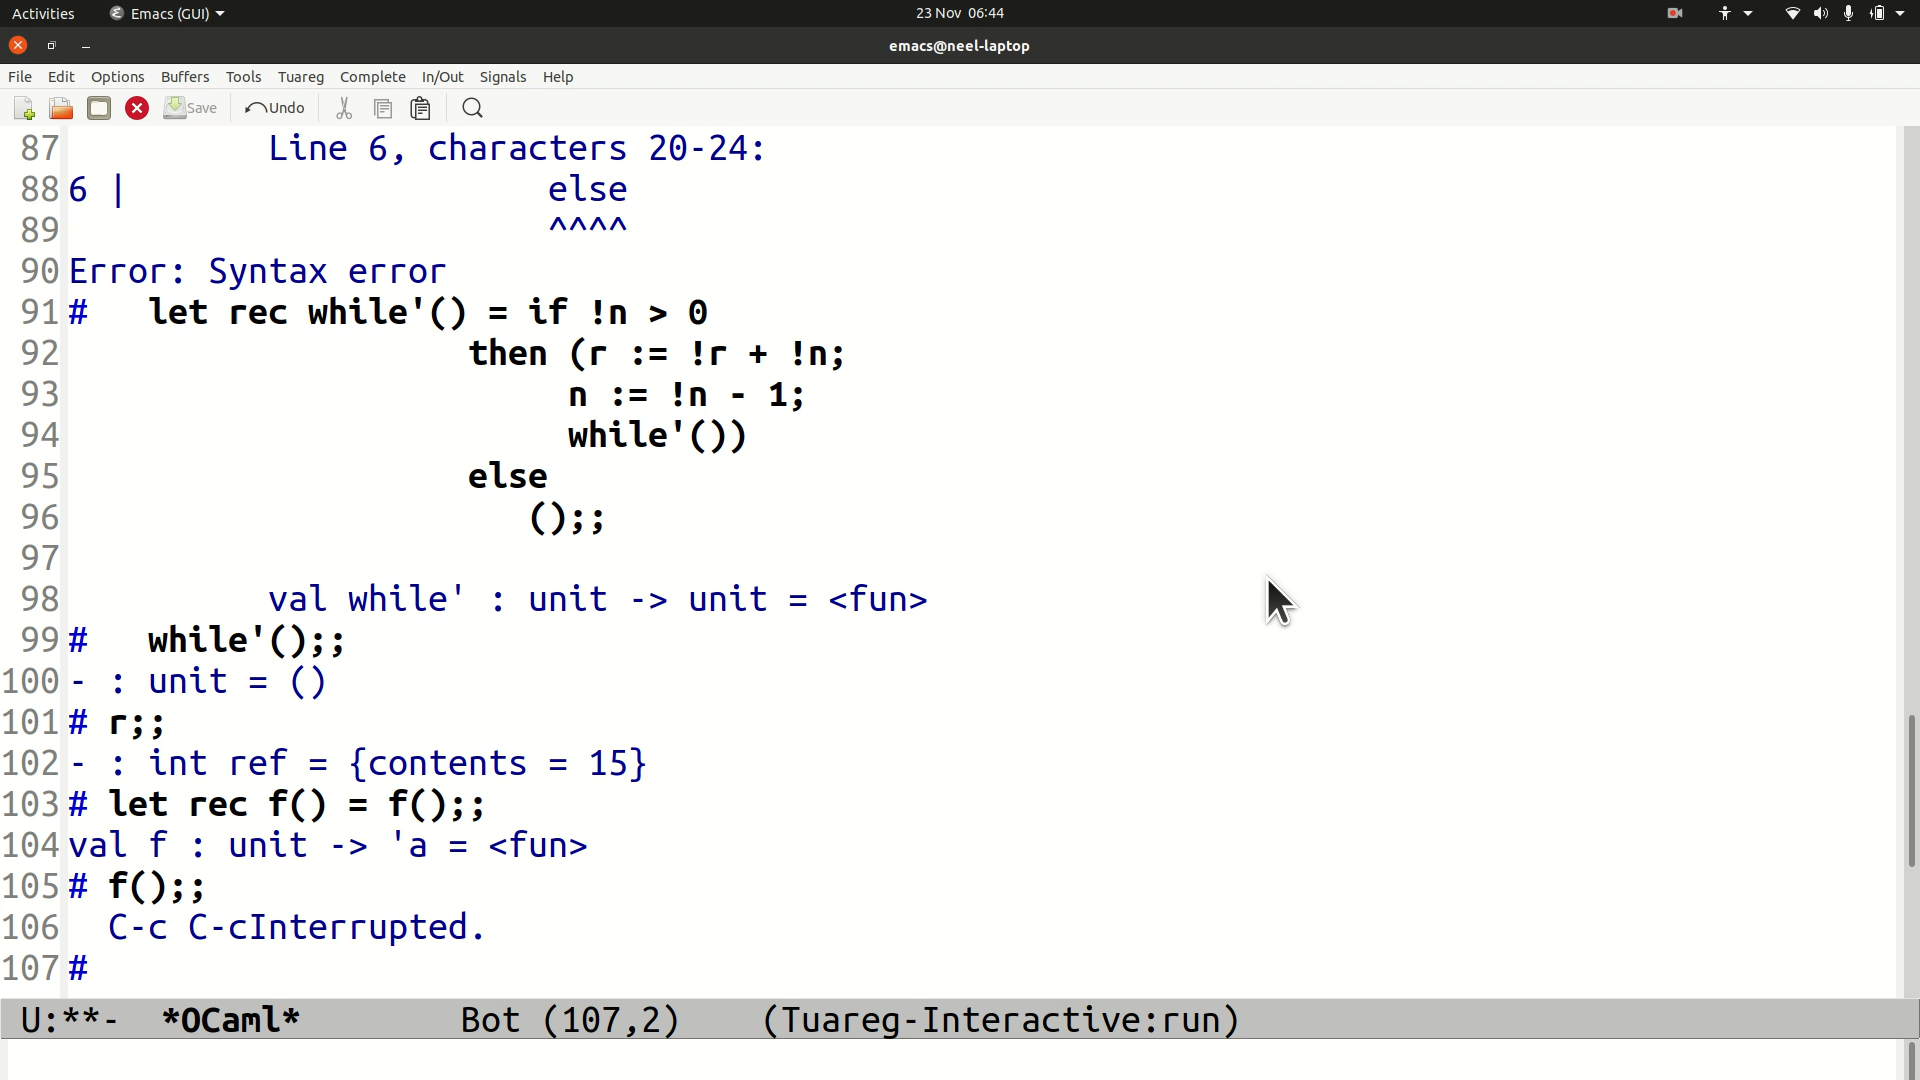 Activities Emacs (GUI) 23 Nov 06:44
emacs@neel-laptop
File Edit Options Buffers Tools Tuareg Complete In/Out Signals Help
Save Undo
87 Line 6, characters 20-24:
88 6 | else
89 ^^^^
90 Error: Syntax error
91 # let rec while'() = if !n > 0
92 then (r := !r + !n;
93 n := !n - 1;
94 while'())
95 else
96 ();;
97
98 val while' : unit -> unit = <fun>
99 # while'();;
100 - : unit = ()
101 # r;;
102 - : int ref = {contents = 15}
103 # let rec f() = f();;
104 val f : unit -> 'a = <fun>
105 # f();;
106 C-c C-cInterrupted.
107 #
U:**- *OCaml* Bot (107,2) (Tuareg-Interactive:run)